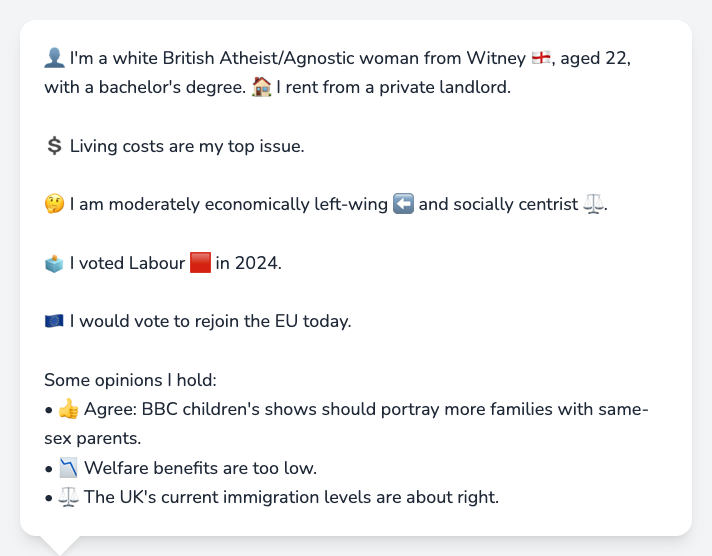 👤 I'm a white British Atheist/Agnostic woman from Witney 🏴󠁧󠁢󠁥󠁮󠁧󠁿, aged 22,
with a bachelor's degree. 🏠 I rent from a private landlord.
💲 Living costs are my top issue.
🤔 I am moderately economically left-wing ⬅️ and socially centrist ⚖️.
🗳️ I voted Labour 🟥 in 2024.
🇪🇺 I would vote to rejoin the EU today.
Some opinions I hold:
• 👍 Agree: BBC children's shows should portray more families with same-
sex parents.
• 📉 Welfare benefits are too low.
• ⚖️ The UK's current immigration levels are about right.